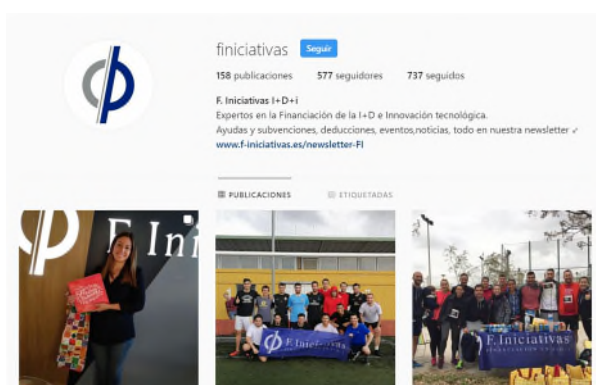 finiciativas Seguir
158 publicaciones 577 seguidores 737 seguidos
F. Iniciativas I+D+i
Expertos en la Financiación de la I+D e Innovación tecnológica.
Ayudas y subvenciones, deducciones, eventos,noticias, todo en nuestra newsletter ✓
www.f-iniciativas.es/newsletter-FI
PUBLICACIONES ETIQUETADAS
F. Ini
F. Iniciativas
F. Iniciativas